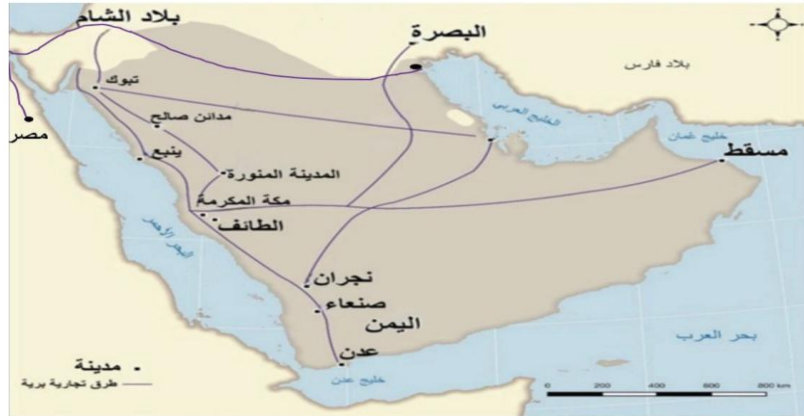 بلاد الشام
البصرة
بلاد فارس
تبوك
مدائن صالح
الخليج العربي
مصر
ينبع
المدينة المنورة
خليج عُمان
مسقط
مكة المكرمة
الطائف
البحر الأحمر
نجران
صنعاء
اليمن
بحر العرب
عدن
خليج عدن
مدينة
طرق تجارية برية
0 200 400 600 800 km